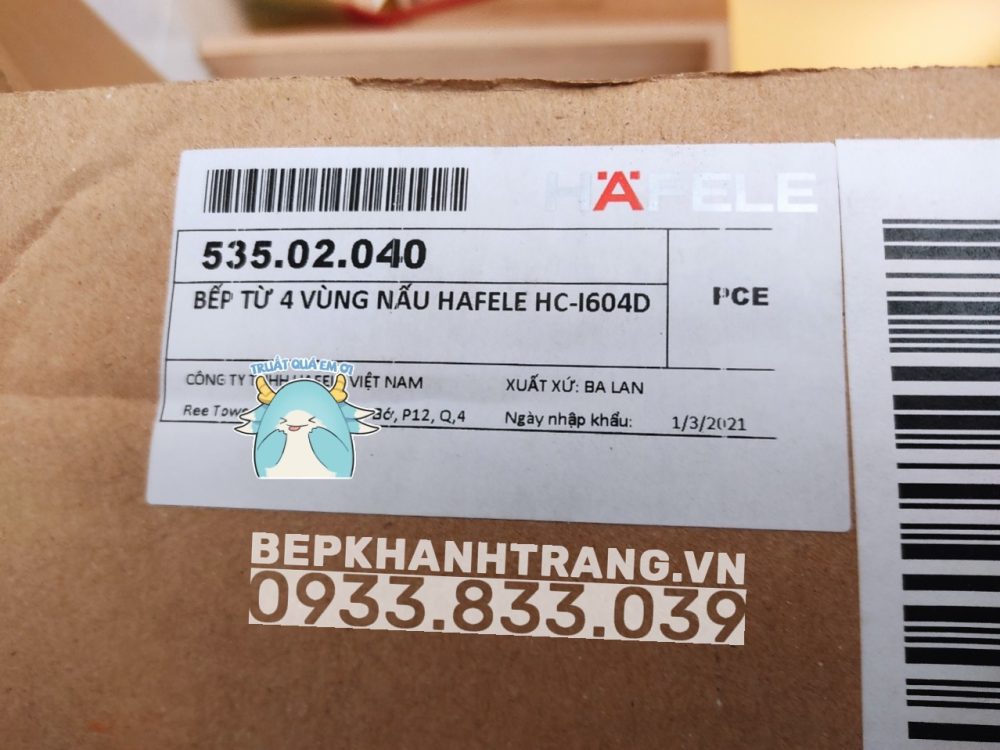 HÄFELE
535.02.040
BẾP TỪ 4 VÙNG NẤU HAFELE HC-I604D
PCE
TRUẤT QUÁ EM ƠI
CÔNG TY VIỆT NAM
XUẤT XỨ: BA LAN
Ree P12, Q,4
Ngày nhập khẩu: 1/3/2021
BEPKHANHTRANG.VN
0933.833.039